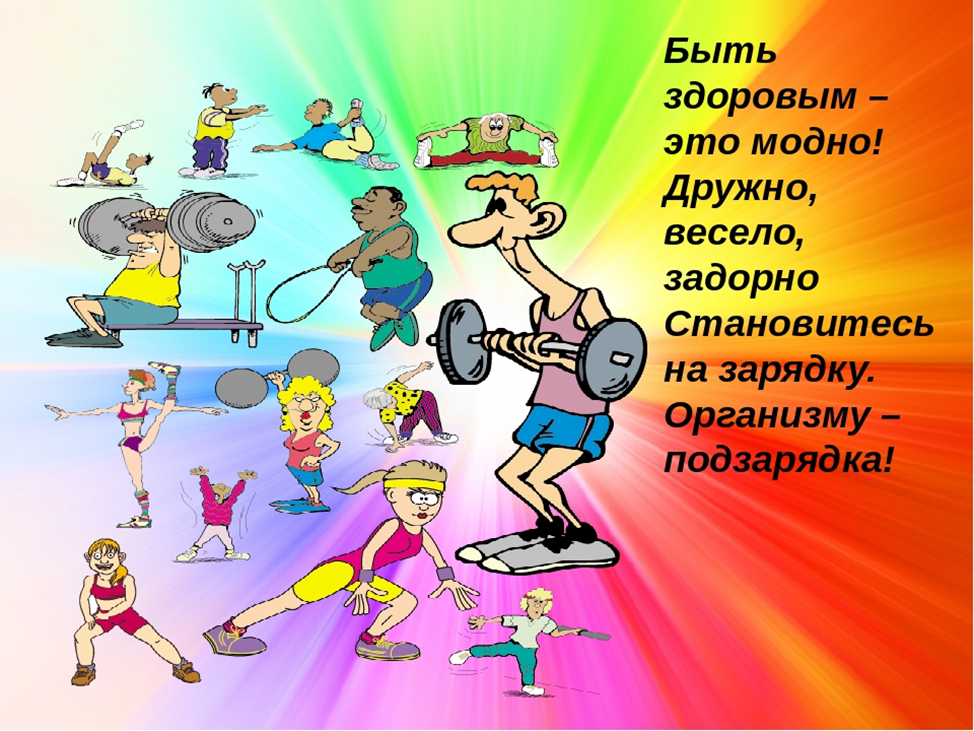 Быть
здоровым –
это модно!
Дружно,
весело,
задорно
Становитесь
на зарядку.
Организму –
подзарядка!